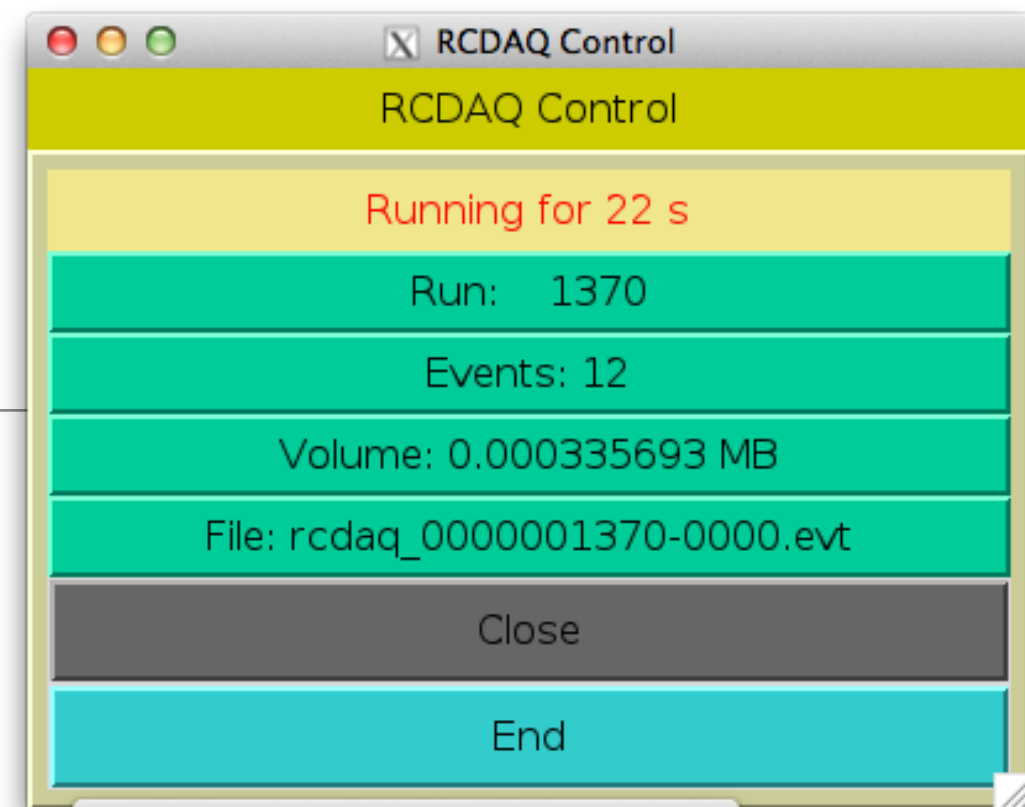 RCDAQ Control
RCDAQ Control
Running for 22 s
Run: 1370
Events: 12
Volume: 0.000335693 MB
File: rcdaq_0000001370-0000.evt
Close
End